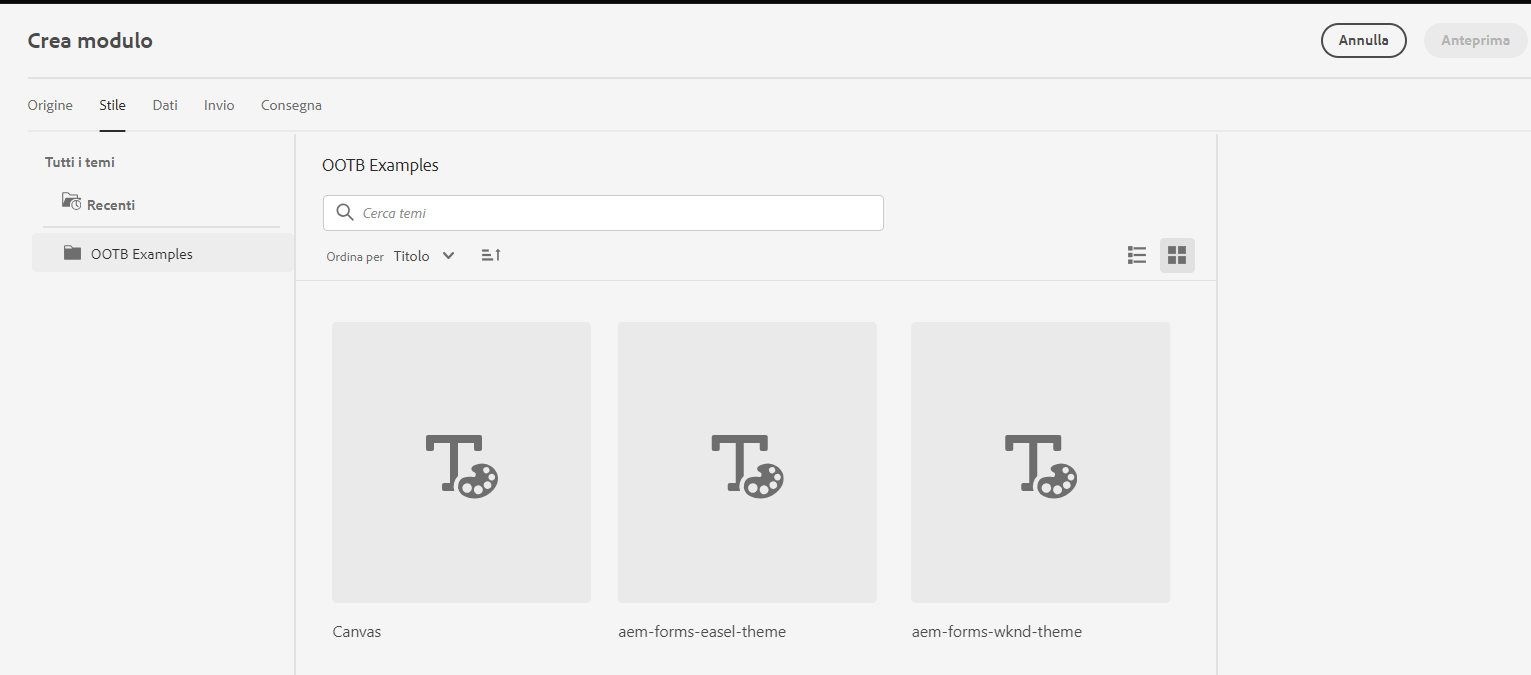 Crea modulo
Annulla
Anteprima
Origine Stile Dati Invio Consegna
Tutti i temi
Recenti
OOTB Examples
OOTB Examples
Cerca temi
Ordina per Titolo
Canvas
aem-forms-easel-theme
aem-forms-wknd-theme